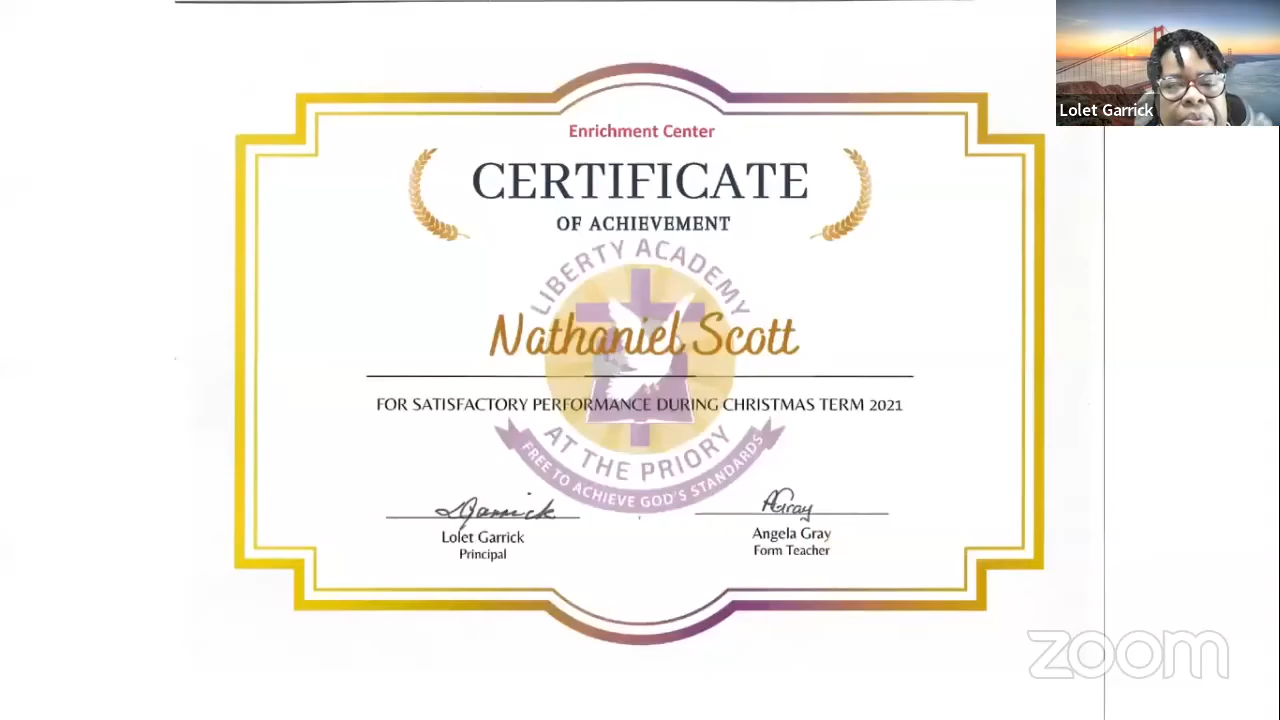 Lolet Garrick
Enrichment Center
CERTIFICATE
OF ACHIEVEMENT
LIBERTY ACADEMY
Nathaniel Scott
FOR SATISFACTORY PERFORMANCE DURING CHRISTMAS TERM 2021
AT THE PRIORY
FREE TO ACHIEVE GOD'S STANDARDS
LGarrick
AGray
Lolet Garrick
Angela Gray
Principal
Form Teacher
zoom